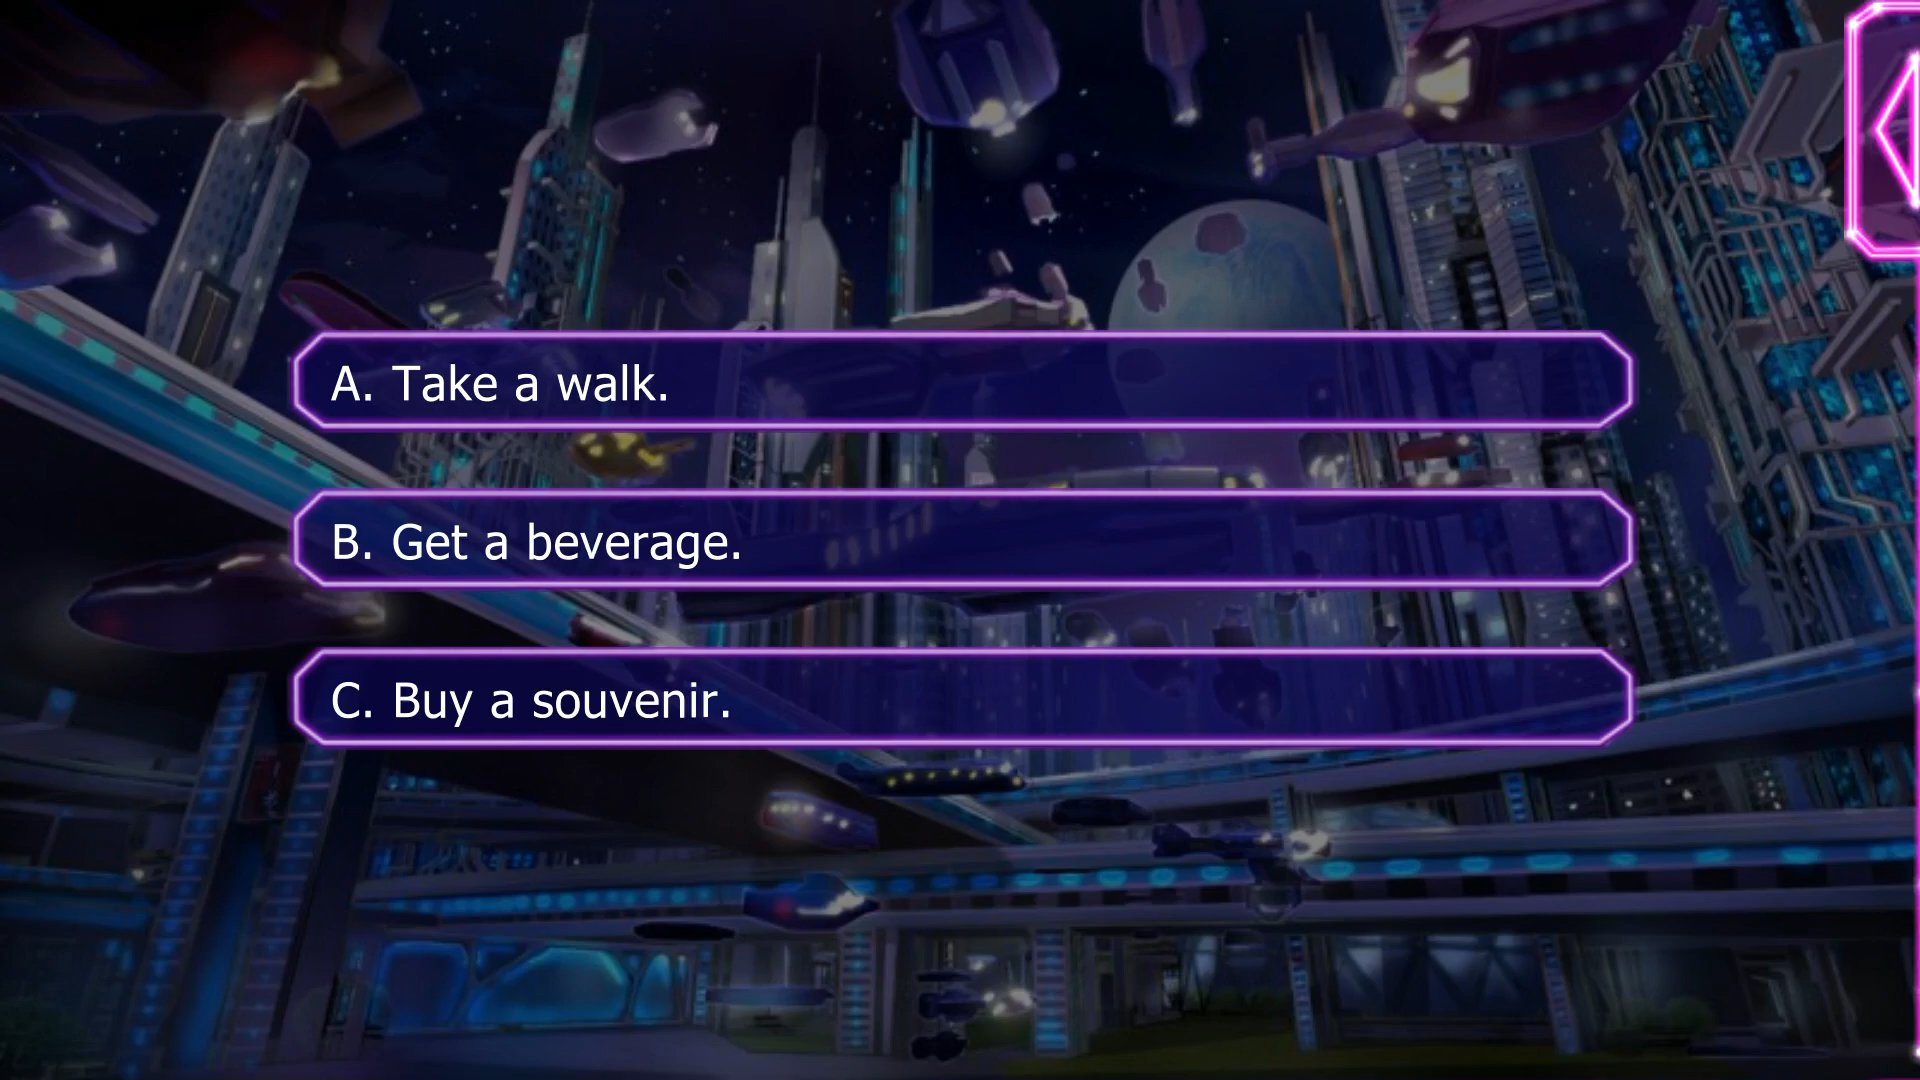 A. Take a walk.
B. Get a beverage.
C. Buy a souvenir.